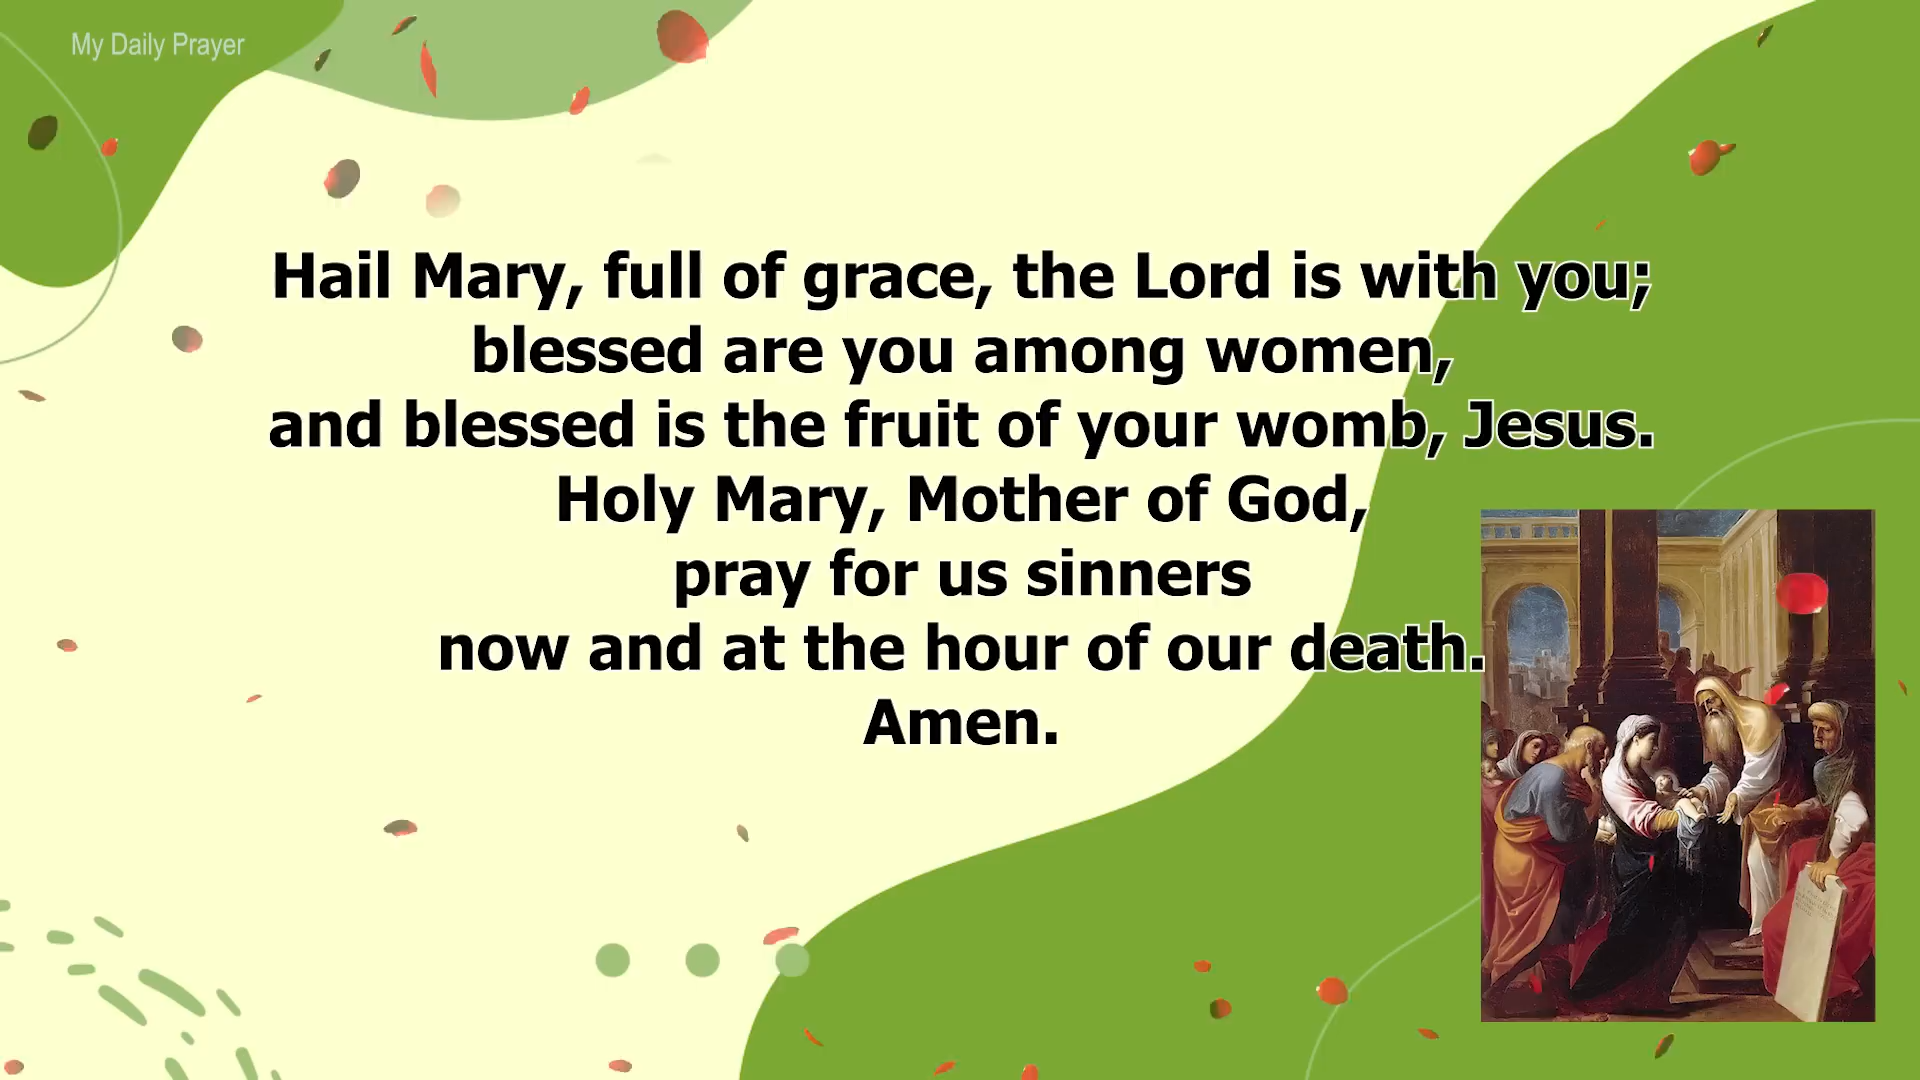 My Daily Prayer
Hail Mary, full of grace, the Lord is with you;
blessed are you among women,
and blessed is the fruit of your womb, Jesus.
Holy Mary, Mother of God,
pray for us sinners
now and at the hour of our death.
Amen.